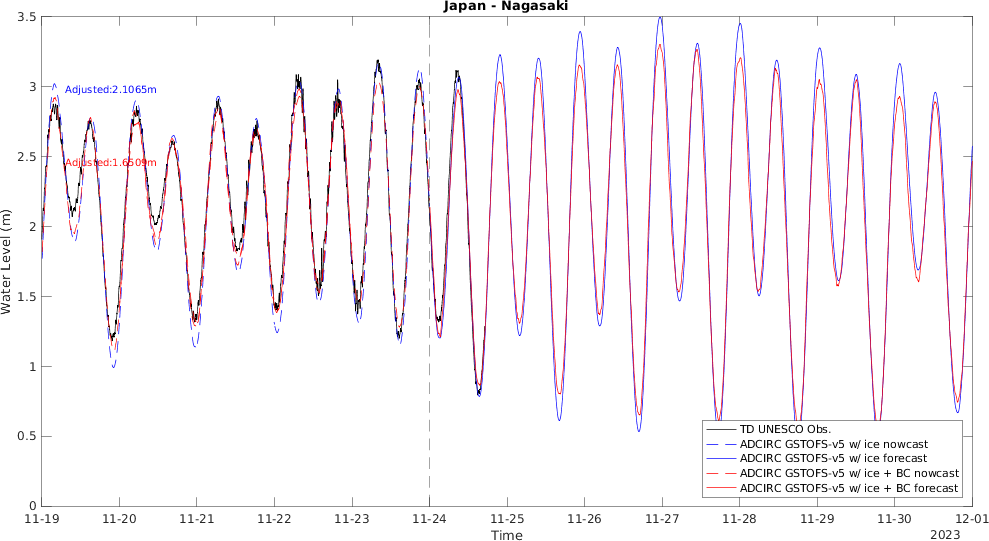 Japan - Nagasaki
3.5
3
2.5
2
1.5
1
0.5
0
Water Level (m)
Adjusted:2.1065m
Adjusted:1.6509m
TD UNESCO Obs.
ADCIRC GSTOFS-v5 w/ ice nowcast
ADCIRC GSTOFS-v5 w/ ice forecast
ADCIRC GSTOFS-v5 w/ ice + BC nowcast
ADCIRC GSTOFS-v5 w/ ice + BC forecast
11-19 11-20 11-21 11-22 11-23 11-24 11-25 11-26 11-27 11-28 11-29 11-30 12-01
Time
2023